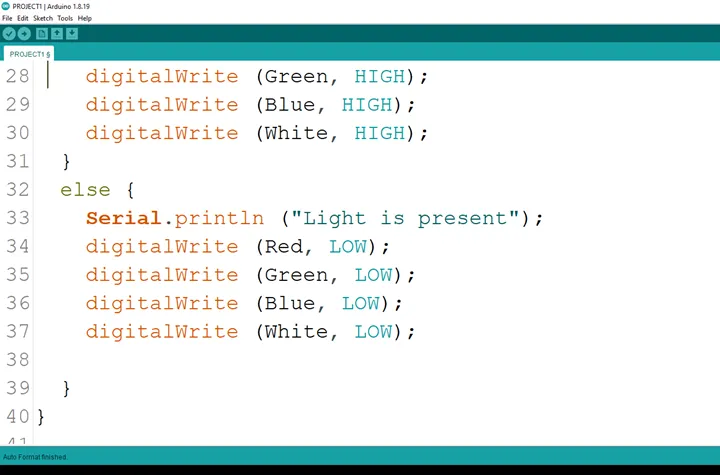 PROJECT1 | Arduino 1.8.19
File Edit Sketch Tools Help
PROJECT1 §
28 digitalWrite (Green, HIGH);
29 digitalWrite (Blue, HIGH);
30 digitalWrite (White, HIGH);
31 }
32 else {
33 Serial.println ("Light is present");
34 digitalWrite (Red, LOW);
35 digitalWrite (Green, LOW);
36 digitalWrite (Blue, LOW);
37 digitalWrite (White, LOW);
38
39 }
40 }
41
Auto Format finished.